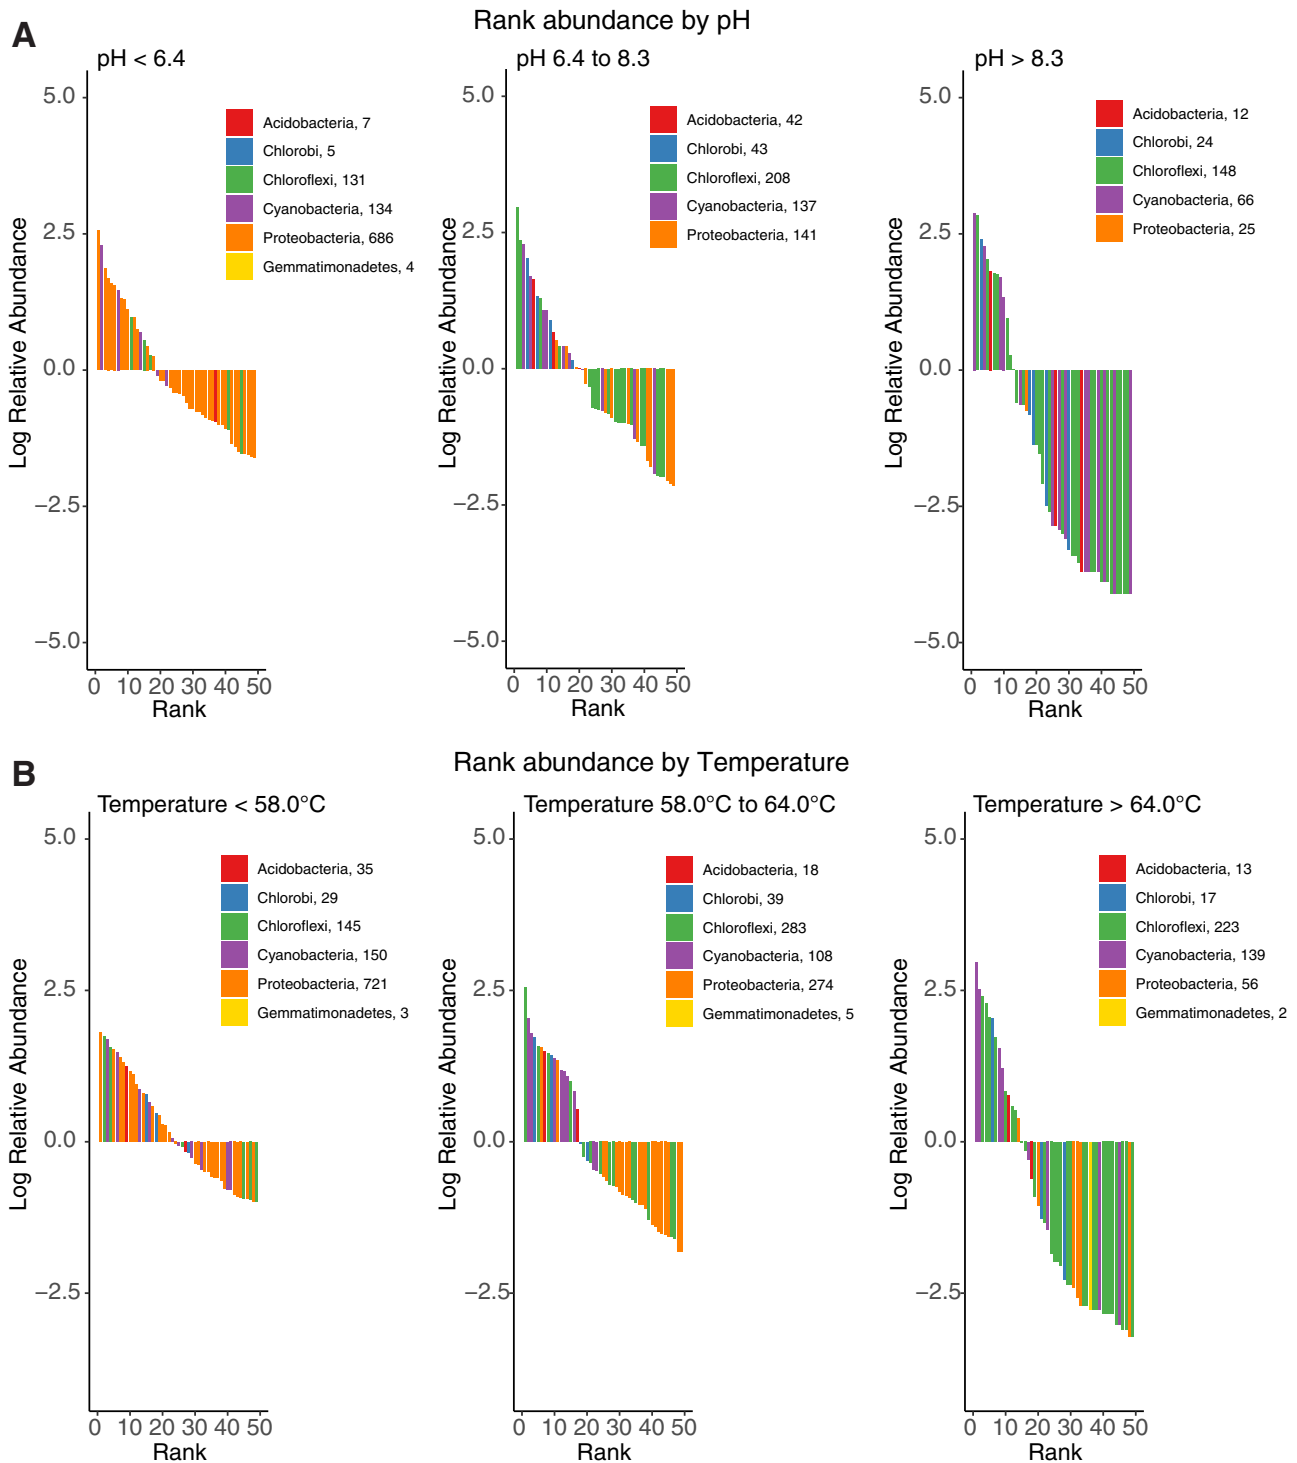 A
Rank abundance by pH
pH < 6.4
5.0
2.5
0.0
−2.5
−5.0
Log Relative Abundance
Acidobacteria, 7
Chlorobi, 5
Chloroflexi, 131
Cyanobacteria, 134
Proteobacteria, 686
Gemmatimonadetes, 4
0 10 20 30 40 50
Rank
pH 6.4 to 8.3
5.0
2.5
0.0
−2.5
−5.0
Log Relative Abundance
Acidobacteria, 42
Chlorobi, 43
Chloroflexi, 208
Cyanobacteria, 137
Proteobacteria, 141
0 10 20 30 40 50
Rank
pH > 8.3
5.0
2.5
0.0
−2.5
−5.0
Log Relative Abundance
Acidobacteria, 12
Chlorobi, 24
Chloroflexi, 148
Cyanobacteria, 66
Proteobacteria, 25
0 10 20 30 40 50
Rank
B
Rank abundance by Temperature
Temperature < 58.0°C
5.0
2.5
0.0
−2.5
Log Relative Abundance
Acidobacteria, 35
Chlorobi, 29
Chloroflexi, 145
Cyanobacteria, 150
Proteobacteria, 721
Gemmatimonadetes, 3
0 10 20 30 40 50
Rank
Temperature 58.0°C to 64.0°C
5.0
2.5
0.0
−2.5
Log Relative Abundance
Acidobacteria, 18
Chlorobi, 39
Chloroflexi, 283
Cyanobacteria, 108
Proteobacteria, 274
Gemmatimonadetes, 5
0 10 20 30 40 50
Rank
Temperature > 64.0°C
5.0
2.5
0.0
−2.5
Log Relative Abundance
Acidobacteria, 13
Chlorobi, 17
Chloroflexi, 223
Cyanobacteria, 139
Proteobacteria, 56
Gemmatimonadetes, 2
0 10 20 30 40 50
Rank